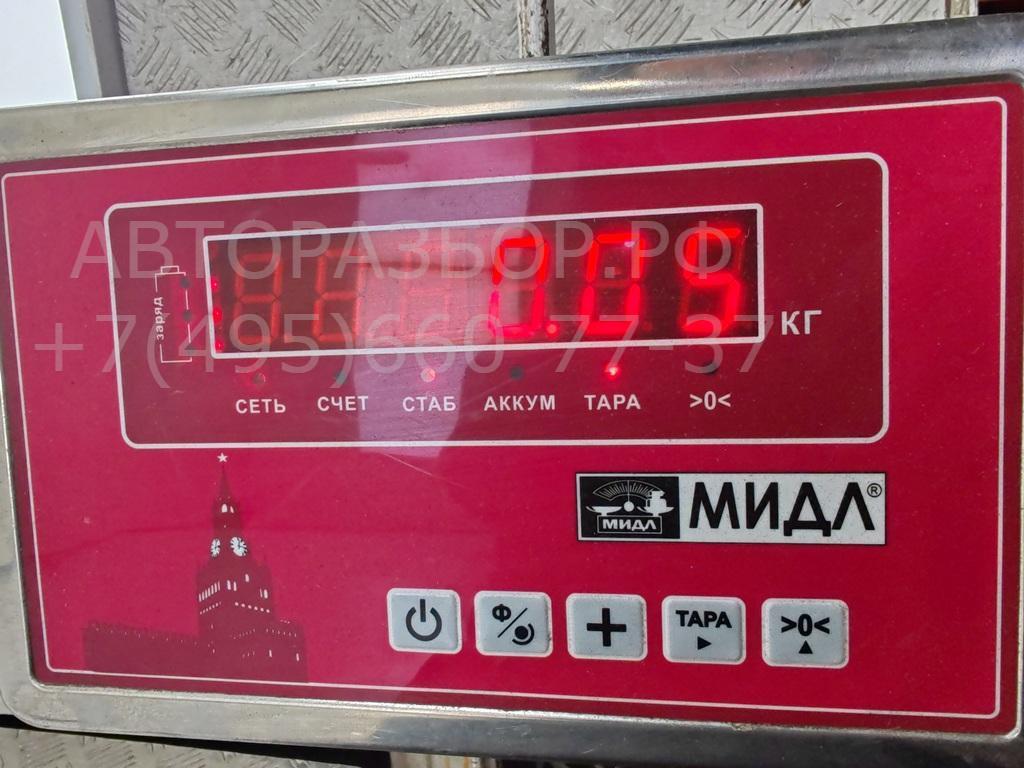 АВТОРАЗБОР.РФ
+7(495)660-77-37
0.05
КГ
заряд
СЕТЬ СЧЕТ СТАБ АККУМ ТАРА >0<
МИДЛ МИДЛ®
Ф/ + ТАРА >0<